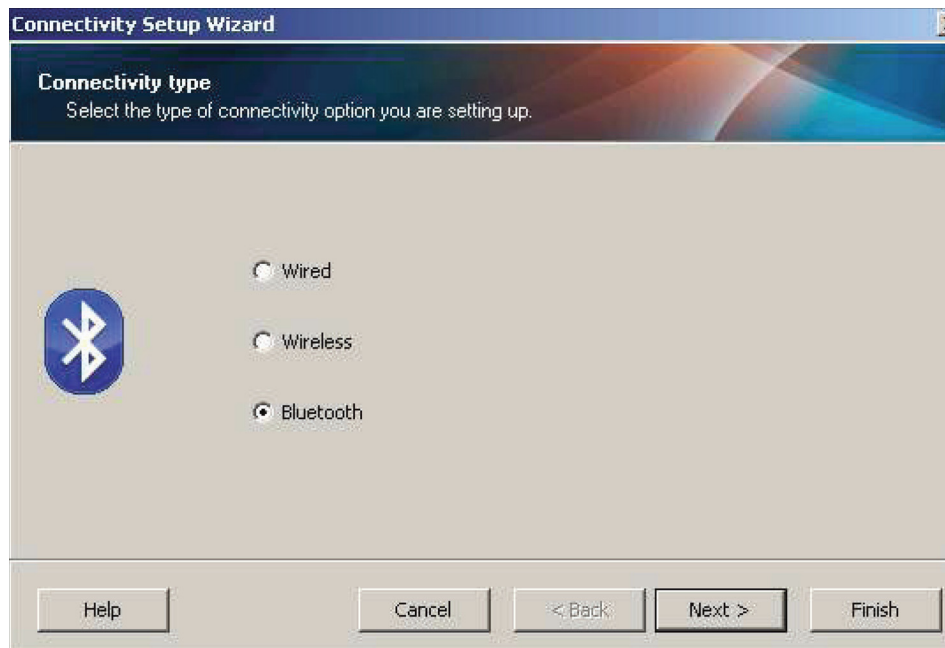 Connectivity Setup Wizard
Connectivity type
Select the type of connectivity option you are setting up.
Wired
Wireless
Bluetooth
Help Cancel < Back Next > Finish